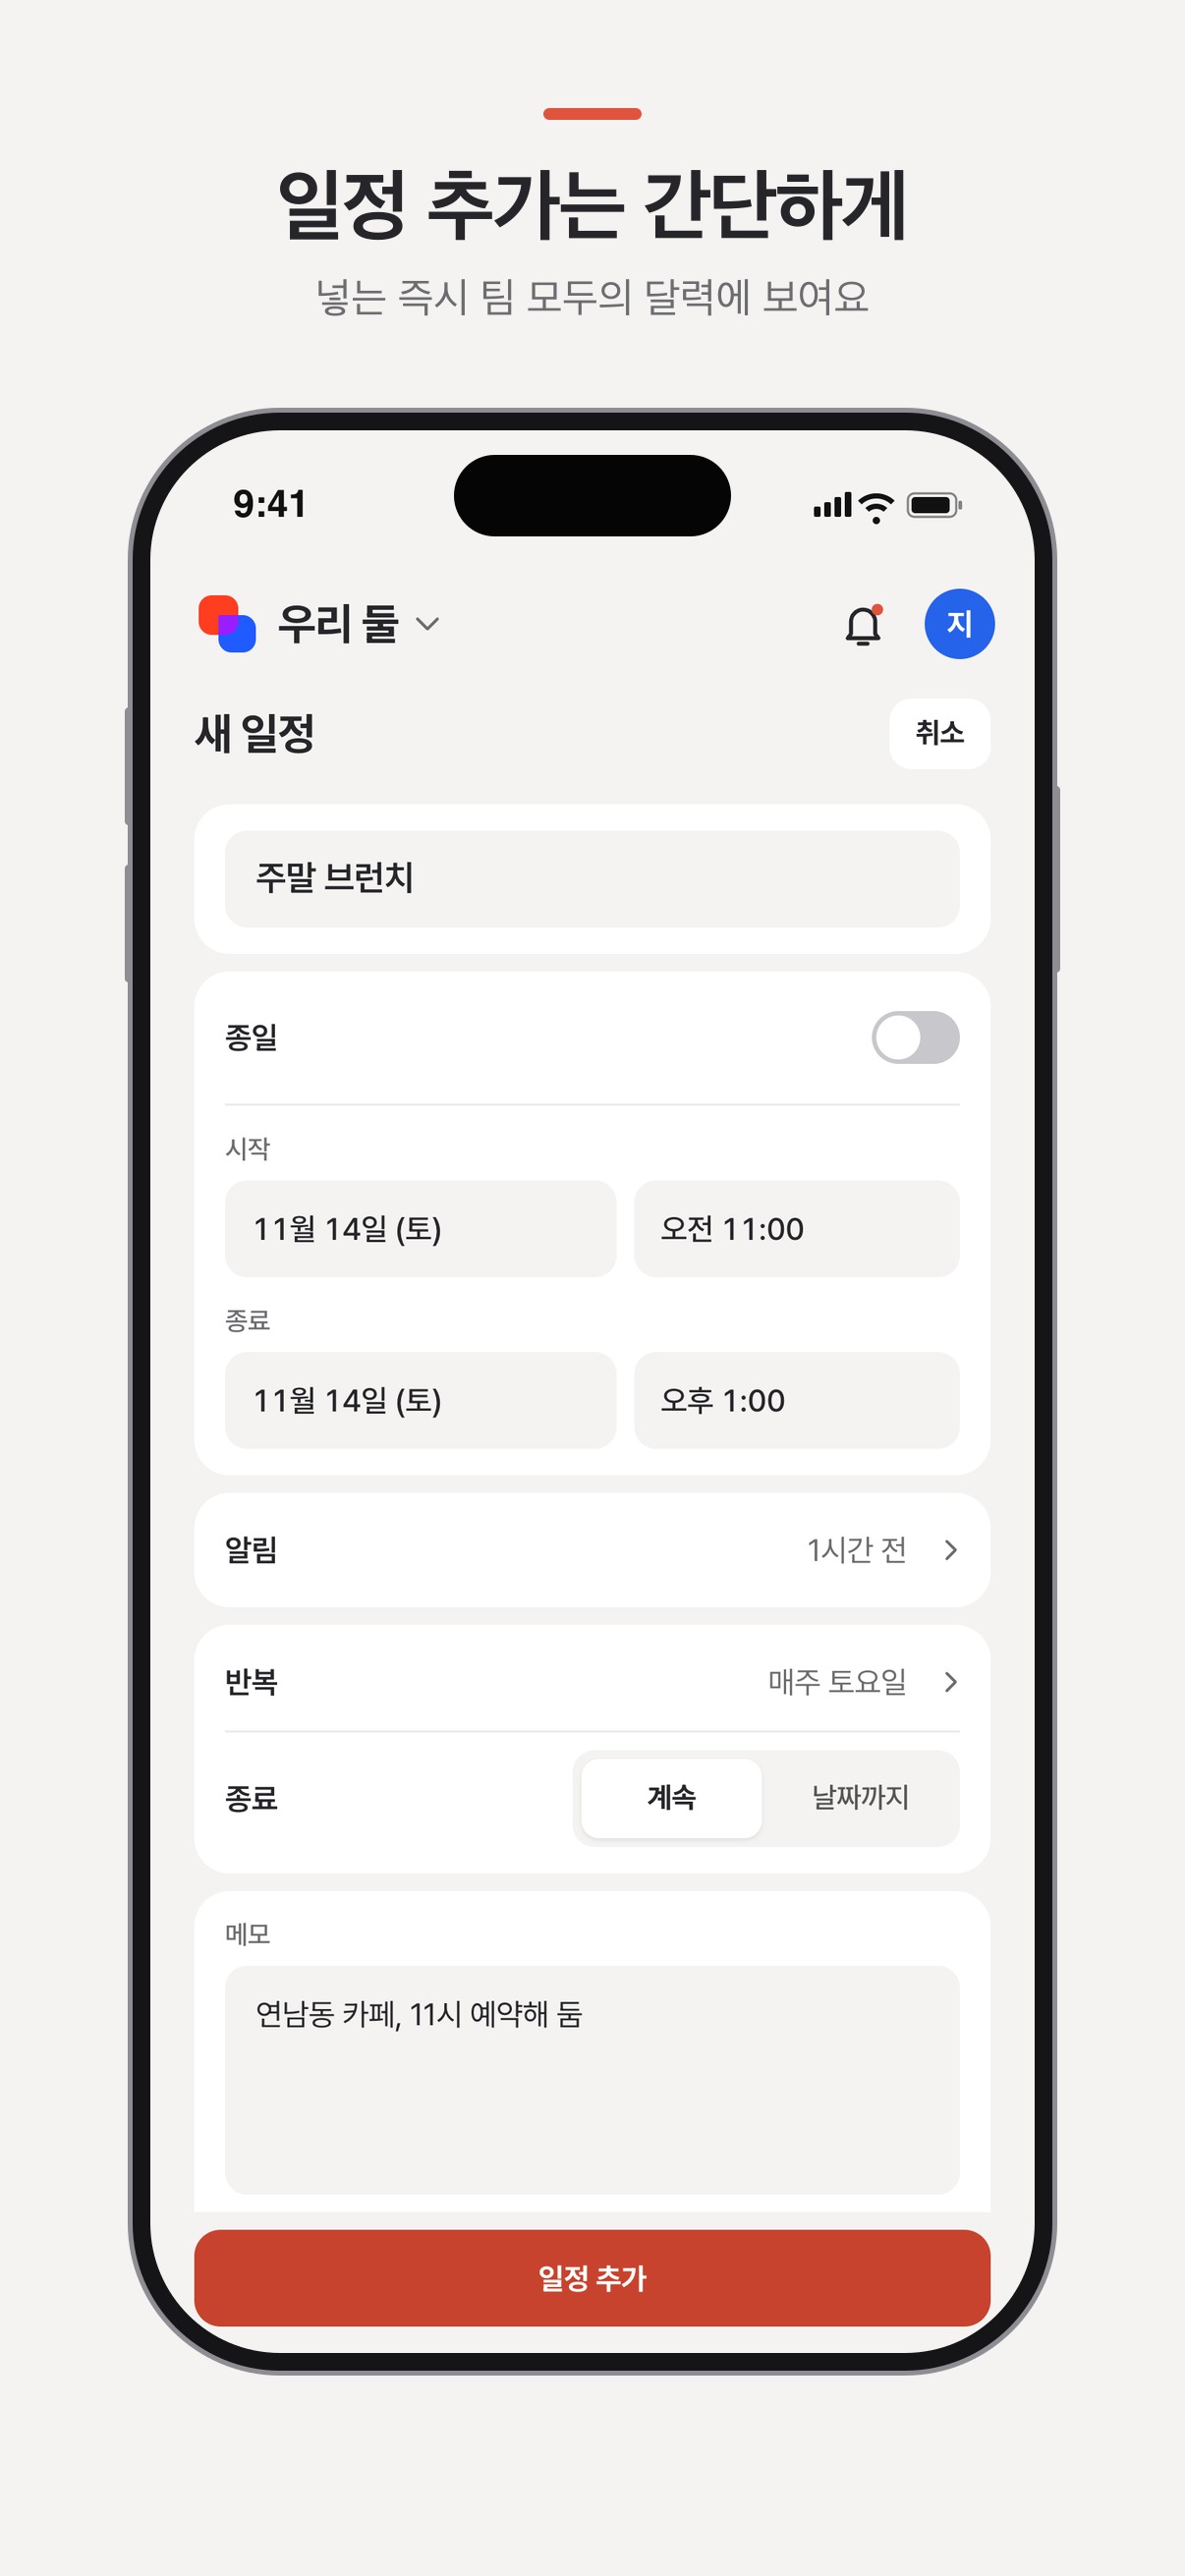 일정 추가는 간단하게
넣는 즉시 팀 모두의 달력에 보여요
9:41
우리 둘
지
새 일정
취소
주말 브런치
종일
시작
11월 14일 (토)
오전 11:00
종료
11월 14일 (토)
오후 1:00
알림
1시간 전
반복
매주 토요일
종료
계속
날짜까지
메모
연남동 카페, 11시 예약해 둠
일정 추가